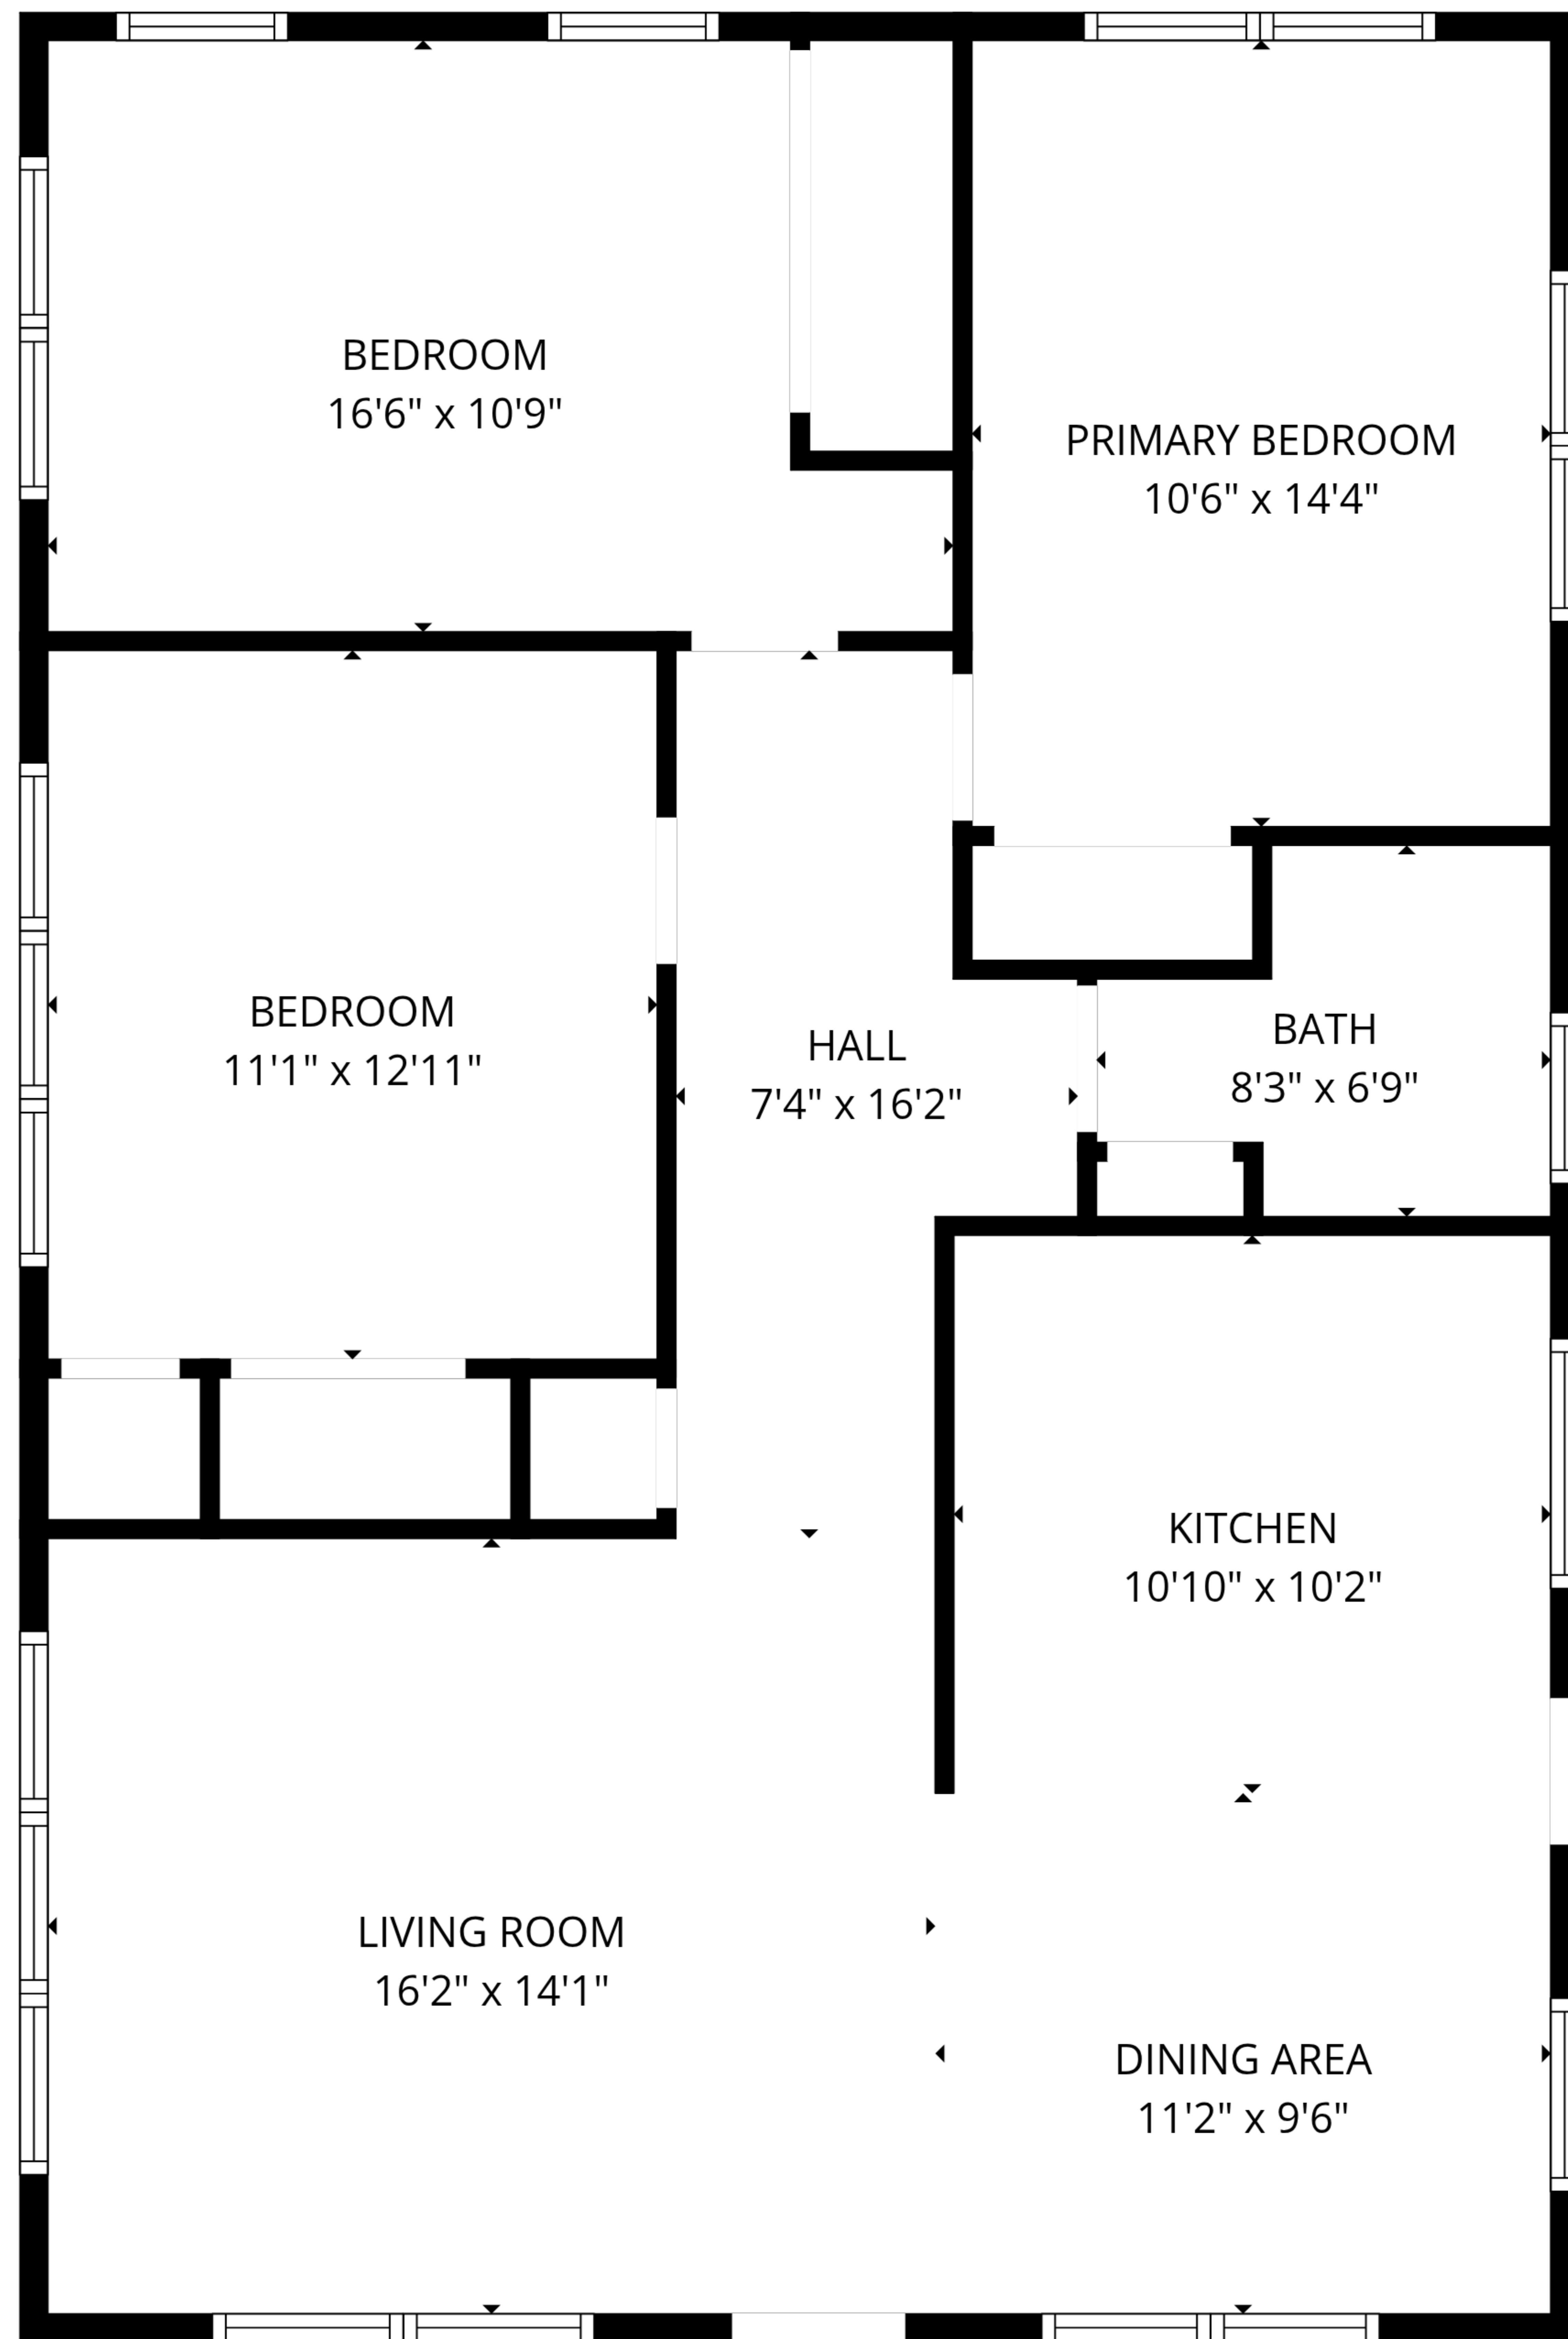 BEDROOM
16'6" x 10'9"
PRIMARY BEDROOM
10'6" x 14'4"
BEDROOM
11'1" x 12'11"
HALL
7'4" x 16'2"
BATH
8'3" x 6'9"
KITCHEN
10'10" x 10'2"
LIVING ROOM
16'2" x 14'1"
DINING AREA
11'2" x 9'6"